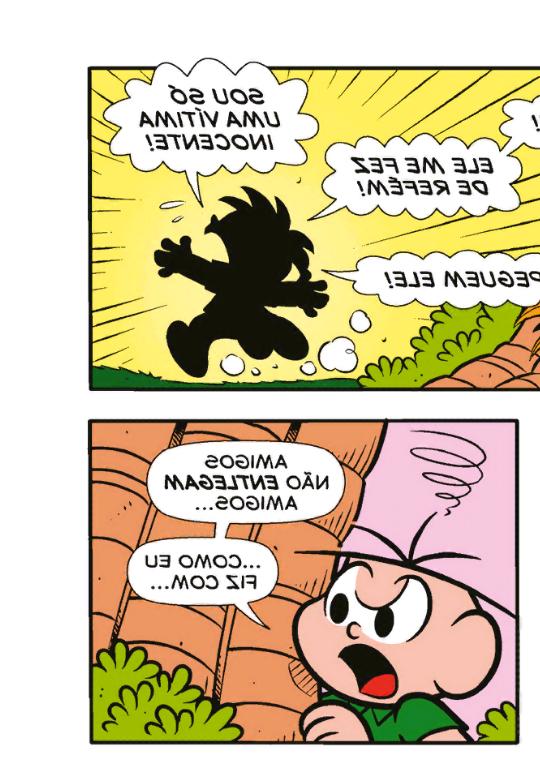 SOU SÓ
UMA VÍTIMA
INOCENTE!
ELE ME FEZ
DE REFÉM!
!
PEGUEM ELE!
AMIGOS
NÃO ENTLEGAM
AMIGOS...
...COMO EU
FIZ COM...